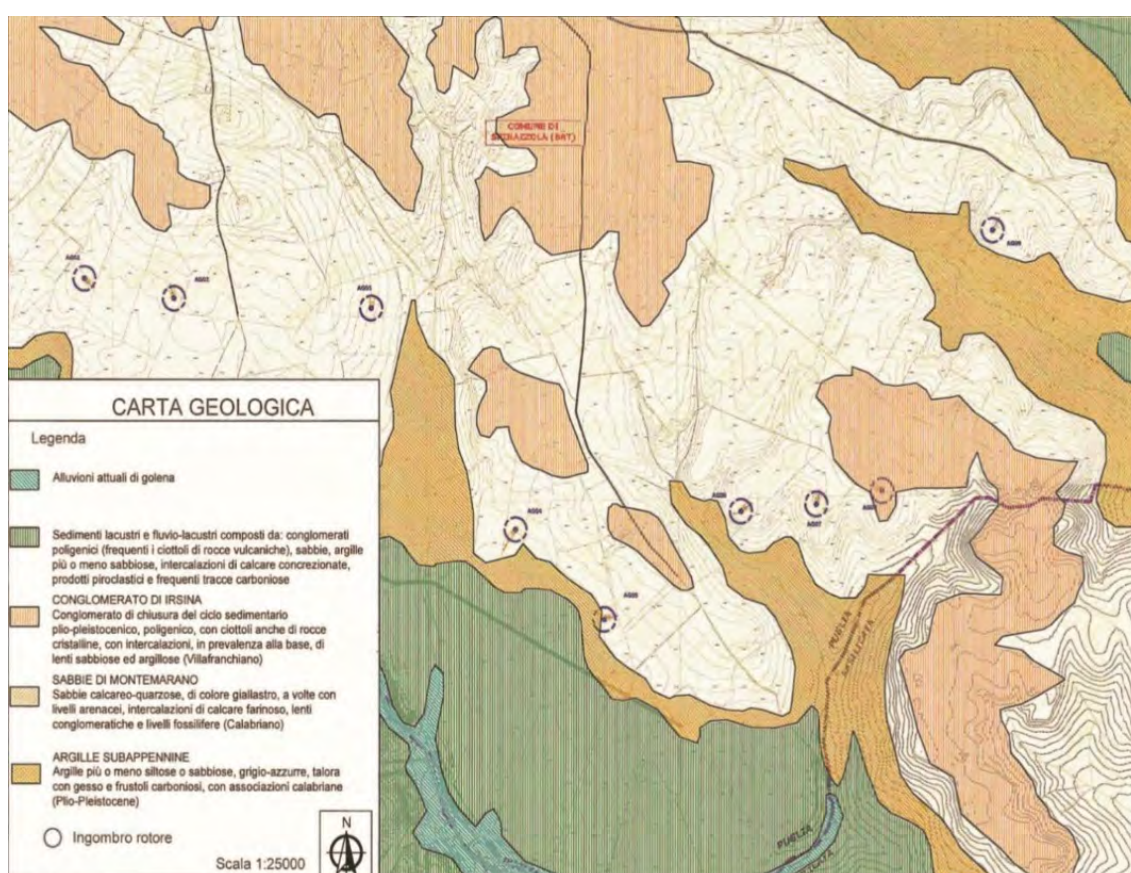 COMUNE DI
SPINAZZOLA (BAT)
AG05
AG04
AG07
CARTA GEOLOGICA
Legenda
Alluvioni attuali di golena
Sedimenti lacustri e fluvio-lacustri composti da: conglomerati
poligenici (frequenti i ciottoli di rocce vulcaniche), sabbie, argille
più o meno sabbiose, intercalazioni di calcare concrezionate,
prodotti piroclastici e frequenti tracce carboniose
CONGLOMERATO DI IRSINA
Conglomerato di chiusura del ciclo sedimentario
plio-pleistocenico, poligenico, con ciottoli anche di rocce
cristalline, con intercalazioni, in prevalenza alla base, di
lenti sabbiose ed argillose (Villafranchiano)
SABBIE DI MONTEMARANO
Sabbie calcareo-quarzose, di colore giallastro, a volte con
livelli arenacei, intercalazioni di calcare farinoso, lenti
conglomeratiche e livelli fossilifere (Calabriano)
ARGILLE SUBAPPENNINE
Argille più o meno siltose o sabbiose, grigio-azzurre, talora
con gesso e frustoli carboniosi, con associazioni calabriane
(Plio-Pleistocene)
Ingombro rotore
Scala 1:25000
N
PUGLIA
BASILICATA
PUGLIA